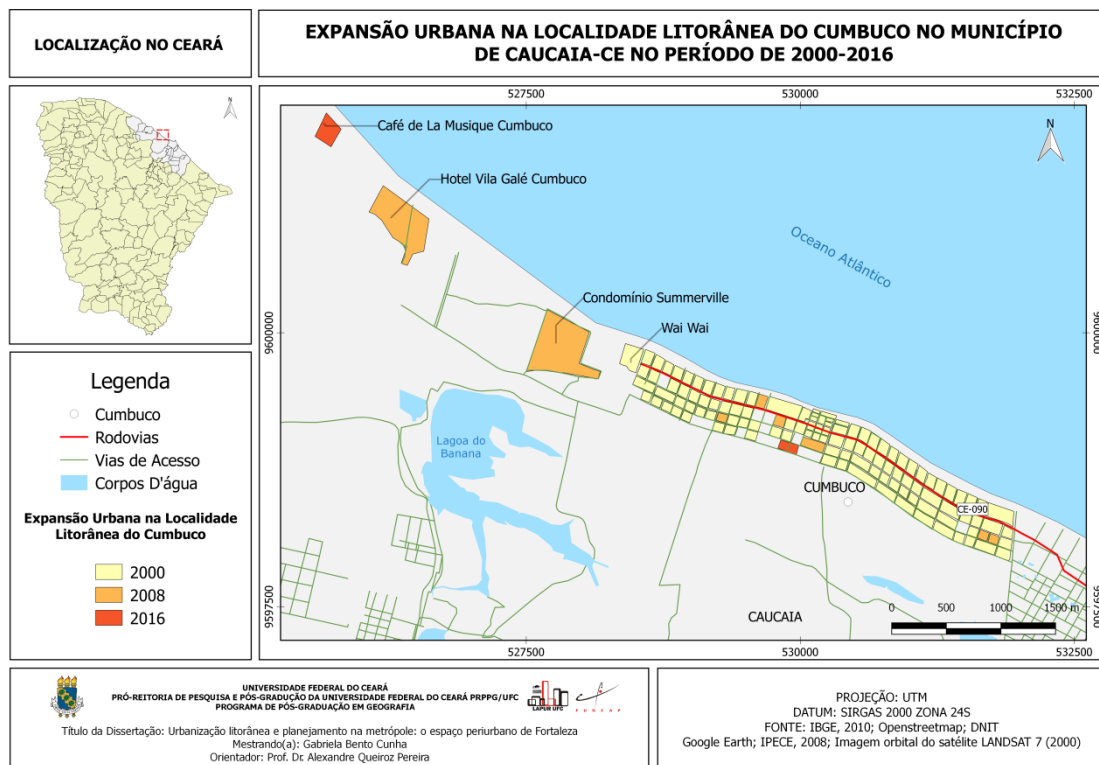 LOCALIZAÇÃO NO CEARÁ
EXPANSÃO URBANA NA LOCALIDADE LITORÂNEA DO CUMBUCO NO MUNICÍPIO
DE CAUCAIA-CE NO PERÍODO DE 2000-2016
N
527500
530000
532500
Café de La Musique Cumbuco
N
Hotel Vila Galé Cumbuco
Oceano Atlântico
Condomínio Summerville
Wai Wai
9600000
9600000
Lagoa do
Banana
CUMBUCO
CE-090
9597500
9597500
CAUCAIA
0 500 1000 1500 m
527500
530000
532500
Legenda
Cumbuco
Rodovias
Vias de Acesso
Corpos D'água
Expansão Urbana na Localidade
Litorânea do Cumbuco
2000
2008
2016
UNIVERSIDADE FEDERAL DO CEARÁ
PRÓ-REITORIA DE PESQUISA E PÓS-GRADUÇÃO DA UNIVERSIDADE FEDERAL DO CEARÁ PRPPG/UFC
PROGRAMA DE PÓS-GRADUAÇÃO EM GEOGRAFIA
LAPUR UFC
FUNCAP
Título da Dissertação: Urbanização litorânea e planejamento na metrópole: o espaço periurbano de Fortaleza
Mestrando(a): Gabriela Bento Cunha
Orientador: Prof. Dr. Alexandre Queiroz Pereira
PROJEÇÃO: UTM
DATUM: SIRGAS 2000 ZONA 24S
FONTE: IBGE, 2010; Openstreetmap; DNIT
Google Earth; IPECE, 2008; Imagem orbital do satélite LANDSAT 7 (2000)